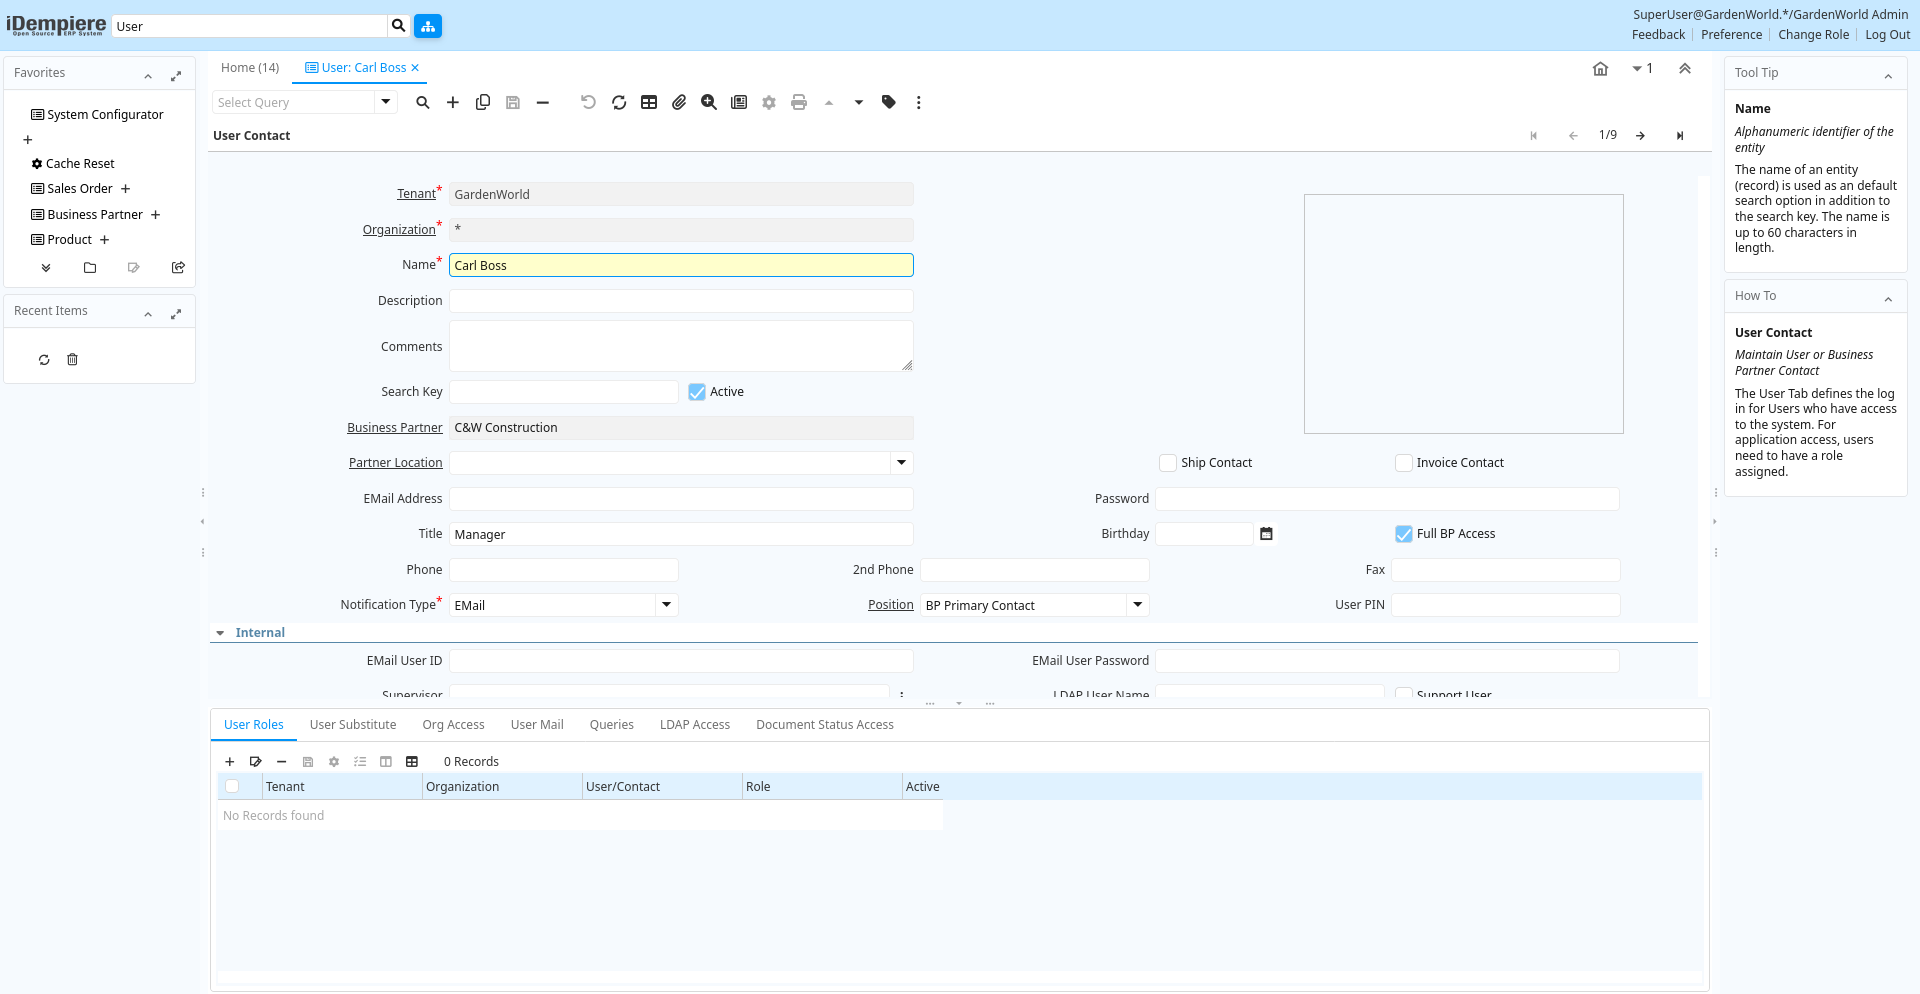 iDempiere
Open Source ERP System
User
SuperUser@GardenWorld.*/GardenWorld Admin
Feedback
Preference
Change Role
Log Out
Favorites
System Configurator
Cache Reset
Sales Order
Business Partner
Product
Recent Items
Home (14)
User: Carl Boss
1
Select Query
User Contact
1/9
Tenant*
GardenWorld
Organization*
*
Name*
Carl Boss
Description
Comments
Search Key
Active
Business Partner
C&W Construction
Partner Location
Ship Contact
Invoice Contact
EMail Address
Password
Title
Manager
Birthday
Full BP Access
Phone
2nd Phone
Fax
Notification Type*
EMail
Position
BP Primary Contact
User PIN
Internal
EMail User ID
EMail User Password
Supervisor
LDAP User Name
Support User
User Roles
User Substitute
Org Access
User Mail
Queries
LDAP Access
Document Status Access
0 Records
Tenant
Organization
User/Contact
Role
Active
No Records found
Tool Tip
Name
Alphanumeric identifier of the
entity
The name of an entity
(record) is used as an default
search option in addition to
the search key. The name is
up to 60 characters in
length.
How To
User Contact
Maintain User or Business
Partner Contact
The User Tab defines the log
in for Users who have access
to the system. For
application access, users
need to have a role
assigned.